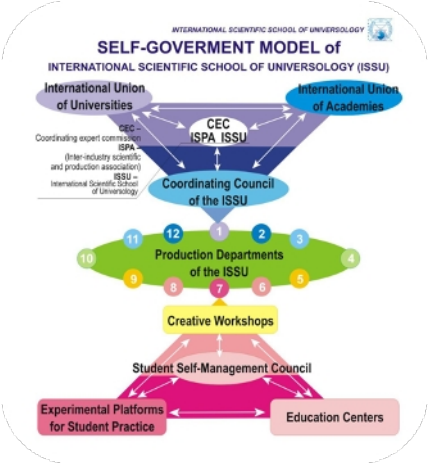 INTERNATIONAL SCIENTIFIC SCHOOL OF UNIVERSOLOGY
SELF-GOVERMENT MODEL of
INTERNATIONAL SCIENTIFIC SCHOOL OF UNIVERSOLOGY (ISSU)
International Union
of Universities
International Union
of Academies
CEC
ISPA ISSU
CEC –
Coordinating expert commission
ISPA –
(Inter-industry scientific
and production association)
ISSU –
International Scientific School
of Universology
Coordinating Council
of the ISSU
1
2
3
4
5
6
7
8
9
10
11
12
Production Departments
of the ISSU
Creative Workshops
Student Self-Management Council
Experimental Platforms
for Student Practice
Education Centers